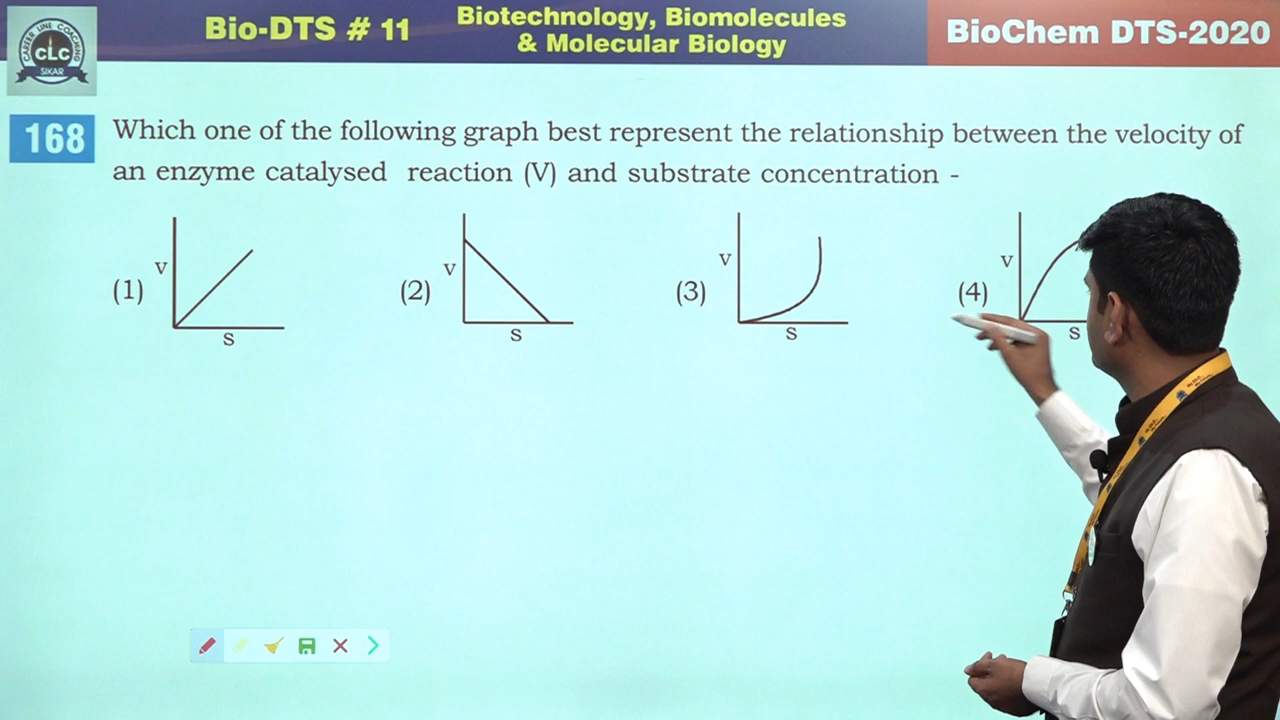 CAREER LINE COACHING
CLC
SIKAR
Bio-DTS # 11
Biotechnology, Biomolecules
& Molecular Biology
BioChem DTS-2020
168
Which one of the following graph best represent the relationship between the velocity of
an enzyme catalysed reaction (V) and substrate concentration -
(1) V S
(2) V S
(3) V S
(4) V S